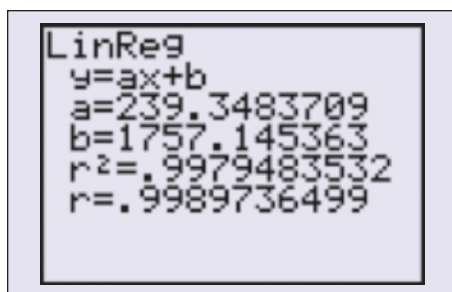 LinReg
y=ax+b
a=239.3483709
b=1757.145363
r²=.9979483532
r=.9989736499